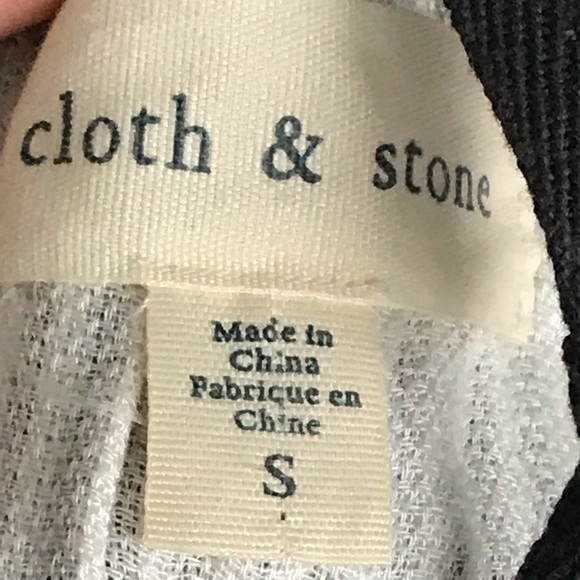 cloth & stone
Made in
China
Fabrique en
Chine
S